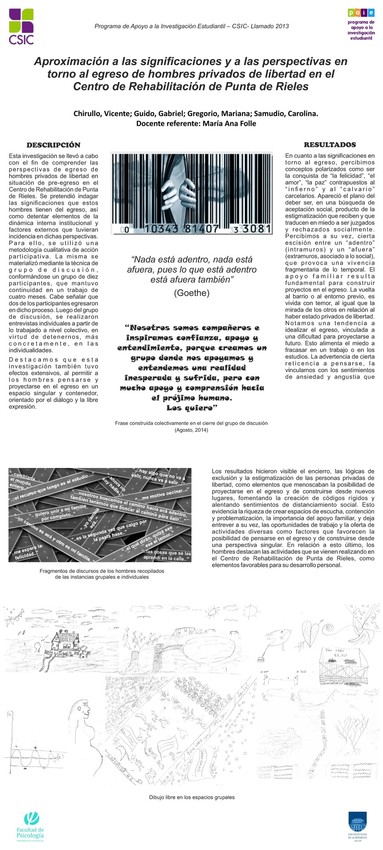 Programa de Apoyo a la Investigación Estudiantil – CSIC- Llamado 2013
CSIC
paie
programa de
apoyo a la
investigación
estudiantil
Aproximación a las significaciones y a las perspectivas en
torno al egreso de hombres privados de libertad en el
Centro de Rehabilitación de Punta de Rieles
Chirullo, Vicente; Guido, Gabriel; Gregorio, Mariana; Samudio, Carolina.
Docente referente: María Ana Folle
DESCRIPCIÓN
Esta investigación se llevó a cabo
con el fin de comprender las
perspectivas de egreso de
hombres privados de libertad en
situación de pre-egreso en el
Centro de Rehabilitación de Punta
de Rieles. Se pretendió indagar
las significaciones que estos
hombres tienen del egreso, así
como detectar elementos de la
dinámica interna institucional y
factores externos que tuvieran
incidencia en dichas perspectivas.
Para ello, se utilizó una
metodología cualitativa de acción
participativa. La misma se
materializó mediante la técnica de
grupo de discusión,
conformándose un grupo de diez
participantes, que mantuvo
continuidad en un trabajo de
cuatro meses. Cabe señalar que
dos de los participantes egresaron
en dicho proceso. Luego del grupo
de discusión, se realizaron
entrevistas individuales a partir de
lo trabajado a nivel colectivo, en
virtud de detenernos, más
concretamente, en las
individualidades.
Destacamos que esta
investigación también tuvo
efectos extensivos, al permitir a
los hombres pensarse y
proyectarse en el egreso en un
espacio singular y contenedor,
orientado por el diálogo y la libre
expresión.
0 10343 81407 3 3081
“Nada está adentro, nada está
afuera, pues lo que está adentro
está afuera también”
(Goethe)
“Nosotros somos compañeros e
inspiramos confianza, apoyo y
entendimiento, porque creamos un
grupo donde nos apoyamos y
entendemos una realidad
inesperada y sufrida, pero con
mucho apoyo y comprensión hacia
el prójimo humano.
Los quiero”
Frase construida colectivamente en el cierre del grupo de discusión
(Agosto, 2014)
RESULTADOS
En cuanto a las significaciones en
torno al egreso, percibimos
conceptos polarizados como ser
la conquista de “la felicidad”, “el
amor”, “la paz” contrapuestos al
“infierno” y al “calvario”
carcelarios. Apareció el plano del
deber ser, en una búsqueda de
aceptación social, producto de la
estigmatización que reciben y que
traducen en miedo a ser juzgados
y rechazados socialmente.
Percibimos a su vez, cierta
escisión entre un “adentro”
(intramuros) y un “afuera”
(extramuros, asociado a lo social),
que provoca una vivencia
fragmentaria de lo temporal. El
apoyo familiar resulta
fundamental para construir
proyectos en el egreso. La vuelta
al barrio o al entorno previo, es
vivida con temor, al igual que la
mirada de los otros en relación al
haber estado privados de libertad.
Notamos una tendencia a
idealizar el egreso, vinculada a
una dificultad para proyectarse a
futuro. Esto alimenta el miedo a
fracasar en un trabajo o en los
estudios. La advertencia de cierta
reticencia a pensarse, la
vinculamos con los sentimientos
de ansiedad y angustia que
Fragmentos de discursos de los hombres recopilados
de las instancias grupales e individuales
Los resultados hicieron visible el encierro, las lógicas de
exclusión y la estigmatización de las personas privadas de
libertad, como elementos que menoscaban la posibilidad de
proyectarse en el egreso y de construirse desde nuevos
lugares, fomentando la creación de códigos rígidos y
alentando sentimientos de distanciamiento social. Esto
evidencia la riqueza de crear espacios de escucha, contención
y problematización, la importancia del apoyo familiar, y deja
entrever a su vez, las oportunidades de trabajo y la oferta de
actividades diversas como factores que favorecen la
posibilidad de pensarse en el egreso y de construirse desde
una perspectiva singular. En relación a esto último, los
hombres destacan las actividades que se vienen realizando en
el Centro de Rehabilitación de Punta de Rieles, como
elementos favorables para su desarrollo personal.
Dibujo libre en los espacios grupales
Facultad de
Psicología